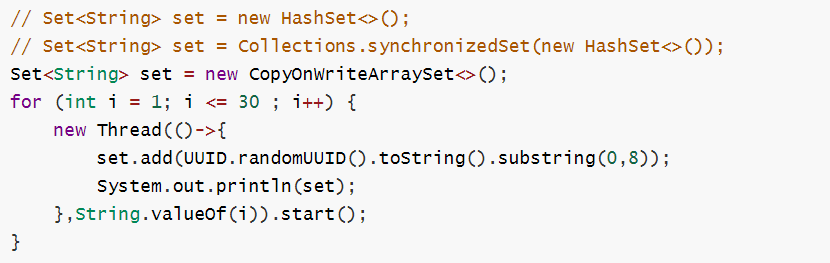 // Set<String> set = new HashSet<>();
// Set<String> set = Collections.synchronizedSet(new HashSet<>());
Set<String> set = new CopyOnWriteArraySet<>();
for (int i = 1; i <= 30 ; i++) {
    new Thread(()->{
        set.add(UUID.randomUUID().toString().substring(0,8));
        System.out.println(set);
    },String.valueOf(i)).start();
}